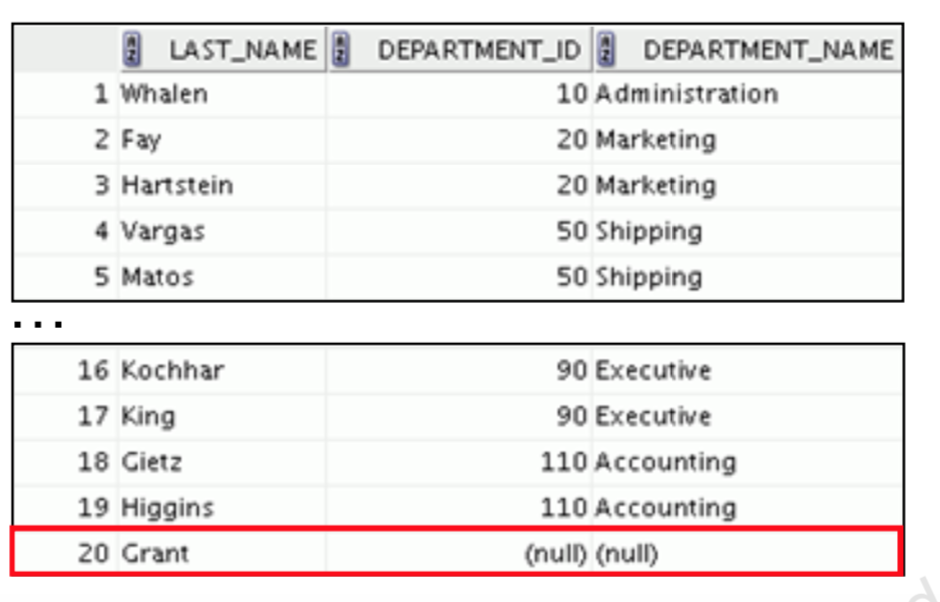 LAST_NAME DEPARTMENT_ID DEPARTMENT_NAME
1 Whalen 10 Administration
2 Fay 20 Marketing
3 Hartstein 20 Marketing
4 Vargas 50 Shipping
5 Matos 50 Shipping
...
16 Kochhar 90 Executive
17 King 90 Executive
18 Gietz 110 Accounting
19 Higgins 110 Accounting
20 Grant (null) (null)